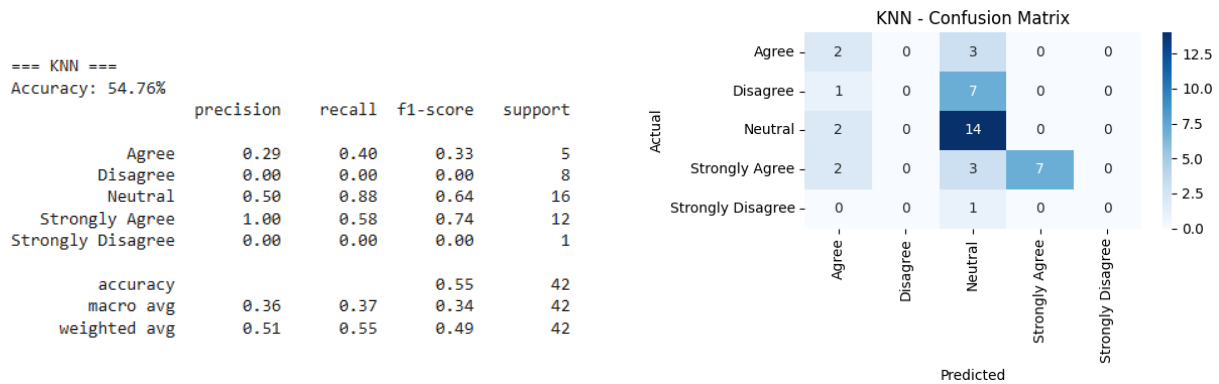 === KNN ===
Accuracy: 54.76%
precision recall f1-score support
Agree 0.29 0.40 0.33 5
Disagree 0.00 0.00 0.00 8
Neutral 0.50 0.88 0.64 16
Strongly Agree 1.00 0.58 0.74 12
Strongly Disagree 0.00 0.00 0.00 1
accuracy 0.55 42
macro avg 0.36 0.37 0.34 42
weighted avg 0.51 0.55 0.49 42
KNN - Confusion Matrix
Actual
Agree 2 0 3 0 0
Disagree 1 0 7 0 0
Neutral 2 0 14 0 0
Strongly Agree 2 0 3 7 0
Strongly Disagree 0 0 1 0 0
Agree
Disagree
Neutral
Strongly Agree
Strongly Disagree
Predicted
12.5
10.0
7.5
5.0
2.5
0.0